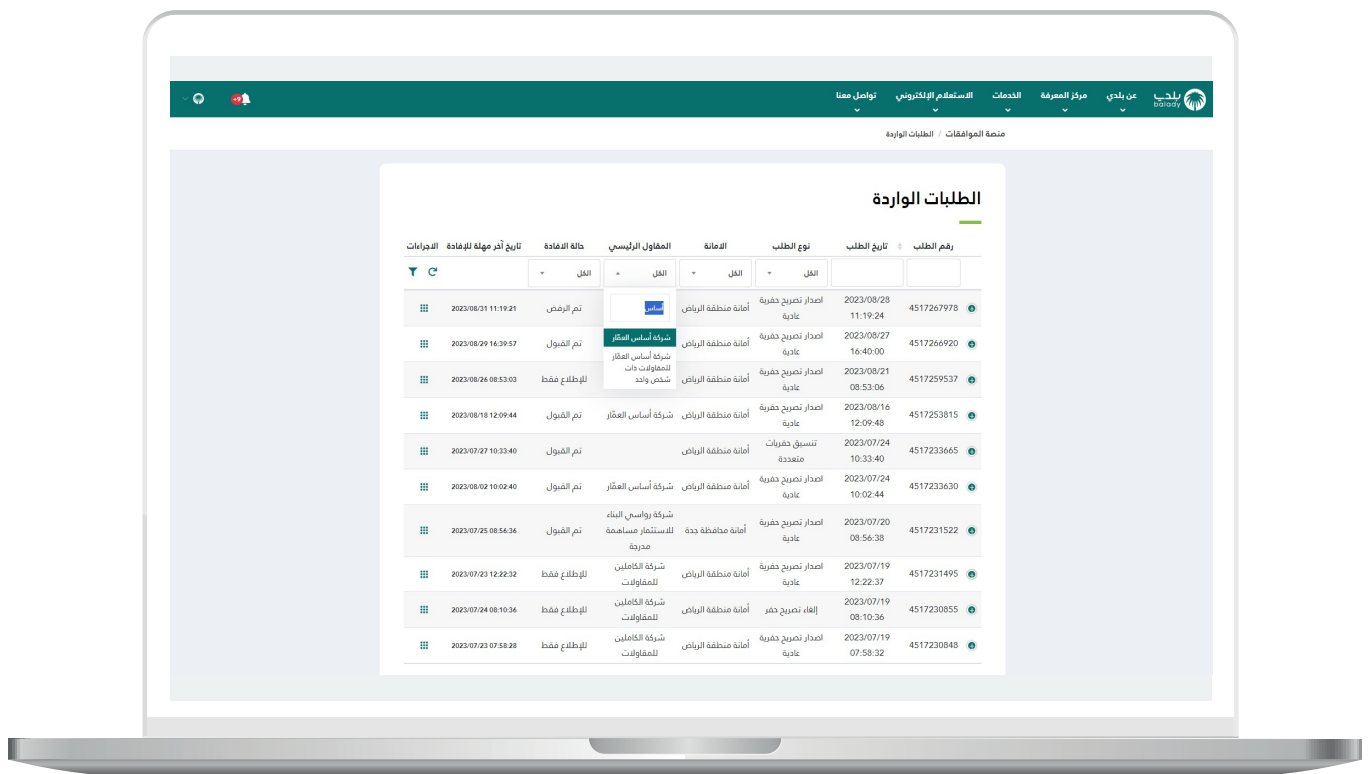 بلدي
balady
عن بلدي
مركز المعرفة
الخدمات
الاستعلام الإلكتروني
تواصل معنا
+9
منصة الموافقات / الطلبات الواردة
الطلبات الواردة
رقم الطلب تاريخ الطلب نوع الطلب الامانة المقاول الرئيسي حالة الافادة تاريخ أخر مهلة للإفادة الاجراءات
الكل الكل الكل الكل
أساس
شركة أساس العمّار
شركة أساس العمّار
للمقاولات ذات
شخص واحد
4517267978 2023/08/28 11:19:24 اصدار تصريح حفرية عادية أمانة منطقة الرياض تم الرفض 2023/08/31 11:19:21
4517266920 2023/08/27 16:40:00 اصدار تصريح حفرية عادية أمانة منطقة الرياض تم القبول 2023/08/29 16:39:57
4517259537 2023/08/21 08:53:06 اصدار تصريح حفرية عادية أمانة منطقة الرياض للإطلاع فقط 2023/08/26 08:53:03
4517253815 2023/08/16 12:09:48 اصدار تصريح حفرية عادية أمانة منطقة الرياض شركة أساس العمّار تم القبول 2023/08/18 12:09:44
4517233665 2023/07/24 10:33:40 تنسيق حفريات متعددة أمانة منطقة الرياض تم القبول 2023/07/27 10:33:40
4517233630 2023/07/24 10:02:44 اصدار تصريح حفرية عادية أمانة منطقة الرياض شركة أساس العمّار تم القبول 2023/08/02 10:02:40
4517231522 2023/07/20 08:56:38 اصدار تصريح حفرية عادية أمانة محافظة جدة شركة رواسي البناء للاستثمار مساهمة مدرجة تم القبول 2023/07/25 08:56:36
4517231495 2023/07/19 12:22:37 اصدار تصريح حفرية عادية أمانة منطقة الرياض شركة الكاملين للمقاولات للإطلاع فقط 2023/07/23 12:22:32
4517230855 2023/07/19 08:10:36 إلغاء تصريح حفر أمانة منطقة الرياض شركة الكاملين للمقاولات للإطلاع فقط 2023/07/24 08:10:36
4517230848 2023/07/19 07:58:32 اصدار تصريح حفرية عادية أمانة منطقة الرياض شركة الكاملين للمقاولات للإطلاع فقط 2023/07/23 07:58:28